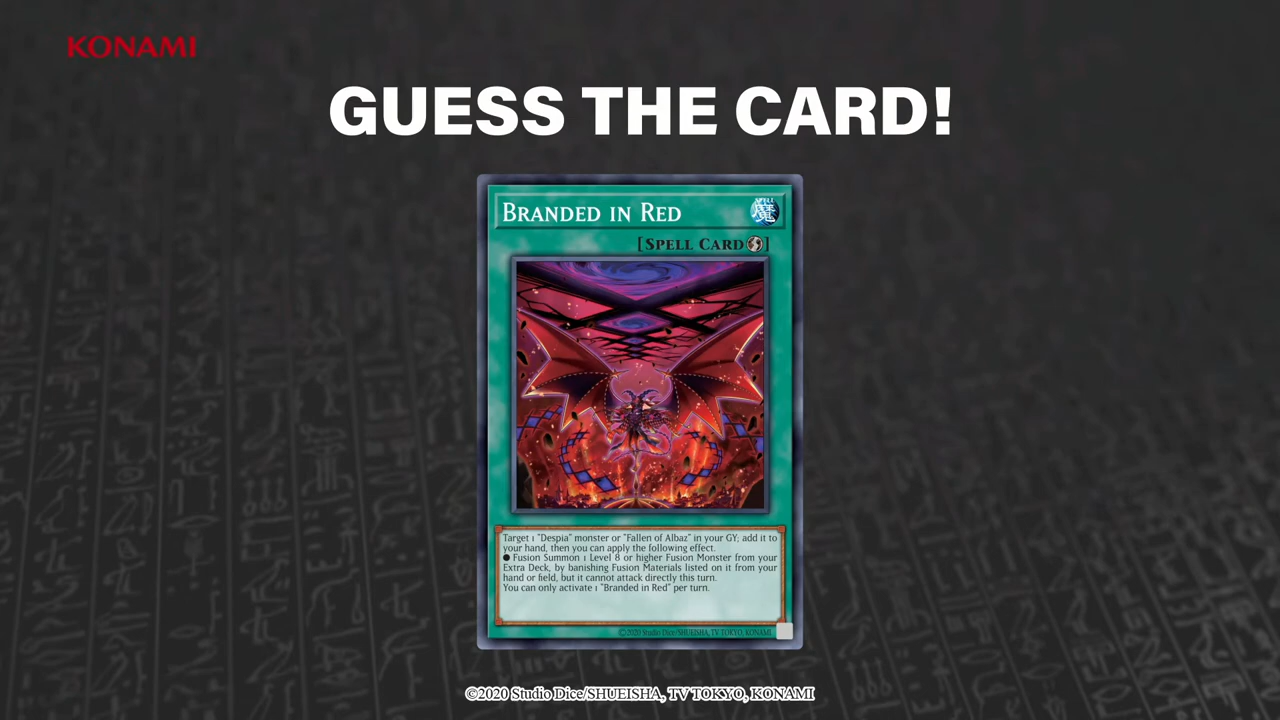 KONAMI
GUESS THE CARD!
BRANDED IN RED
魔
[SPELL CARD]
Target 1 "Despia" monster or "Fallen of Albaz" in your GY; add it to
your hand, then you can apply the following effect.
● Fusion Summon 1 Level 8 or higher Fusion Monster from your
Extra Deck, by banishing Fusion Materials listed on it from your
hand or field, but it cannot attack directly this turn.
You can only activate 1 "Branded in Red" per turn.
©2020 Studio Dice/SHUEISHA, TV TOKYO, KONAMI
©2020 Studio Dice/SHUEISHA, TV TOKYO, KONAMI